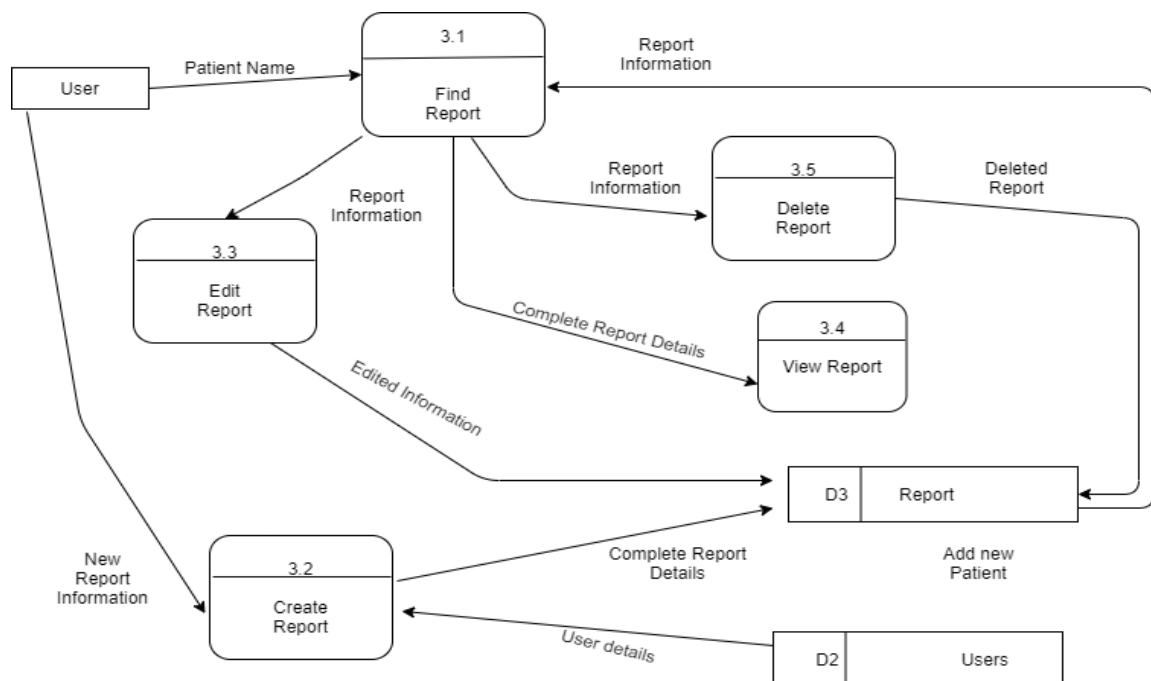 3.1
Find
Report
Report
Information
User
Patient Name
Report
Information
3.5
Delete
Report
Deleted
Report
Report
Information
3.3
Edit
Report
Complete Report Details
3.4
View Report
Edited Information
D3 Report
New
Report
Information
3.2
Create
Report
Complete Report
Details
Add new
Patient
User details
D2 Users